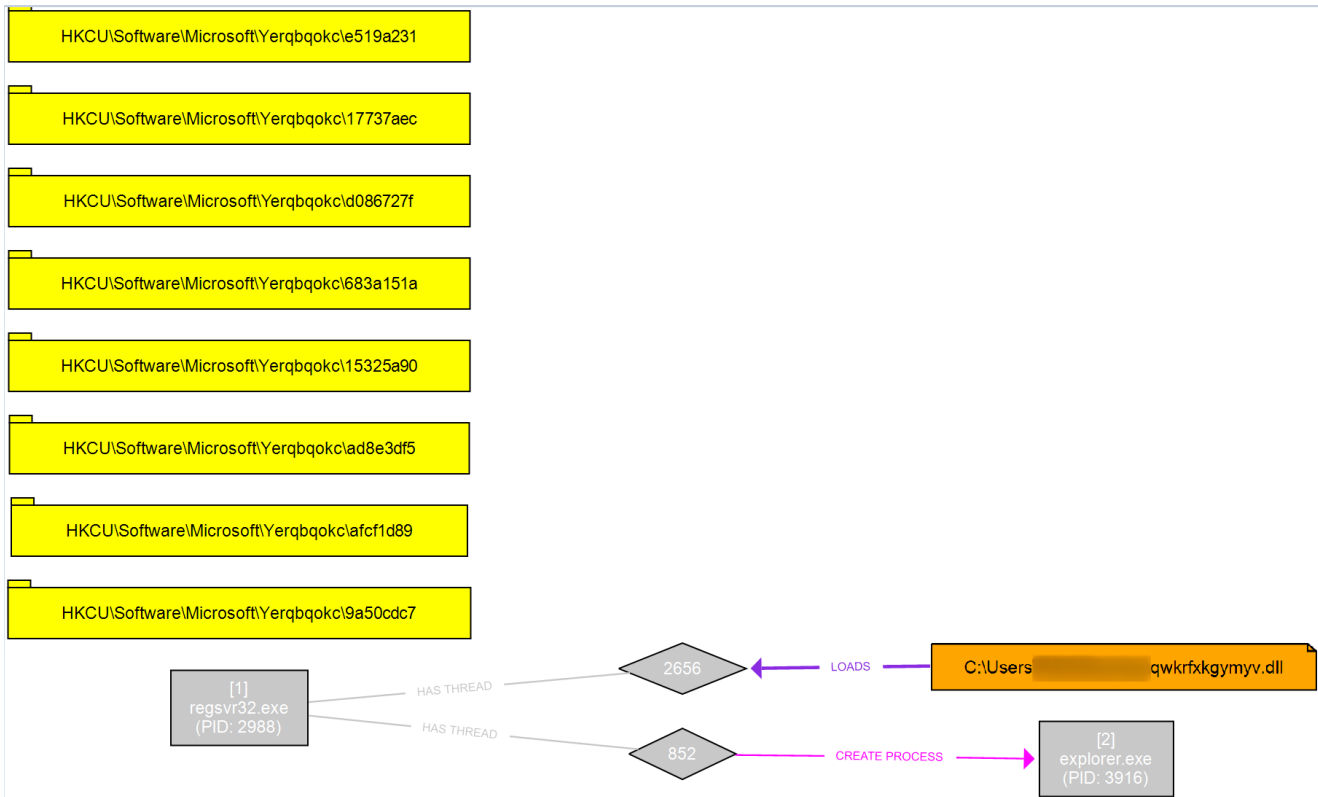 HKCU\Software\Microsoft\Yerqbqokc\e519a231
HKCU\Software\Microsoft\Yerqbqokc\17737aec
HKCU\Software\Microsoft\Yerqbqokc\d086727f
HKCU\Software\Microsoft\Yerqbqokc\683a151a
HKCU\Software\Microsoft\Yerqbqokc\15325a90
HKCU\Software\Microsoft\Yerqbqokc\ad8e3df5
HKCU\Software\Microsoft\Yerqbqokc\afcf1d89
HKCU\Software\Microsoft\Yerqbqokc\9a50cdc7
[1]
regsvr32.exe
(PID: 2988)
HAS THREAD
HAS THREAD
2656
LOADS
C:\Users qwkrfxkgymyv.dll
852
CREATE PROCESS
[2]
explorer.exe
(PID: 3916)